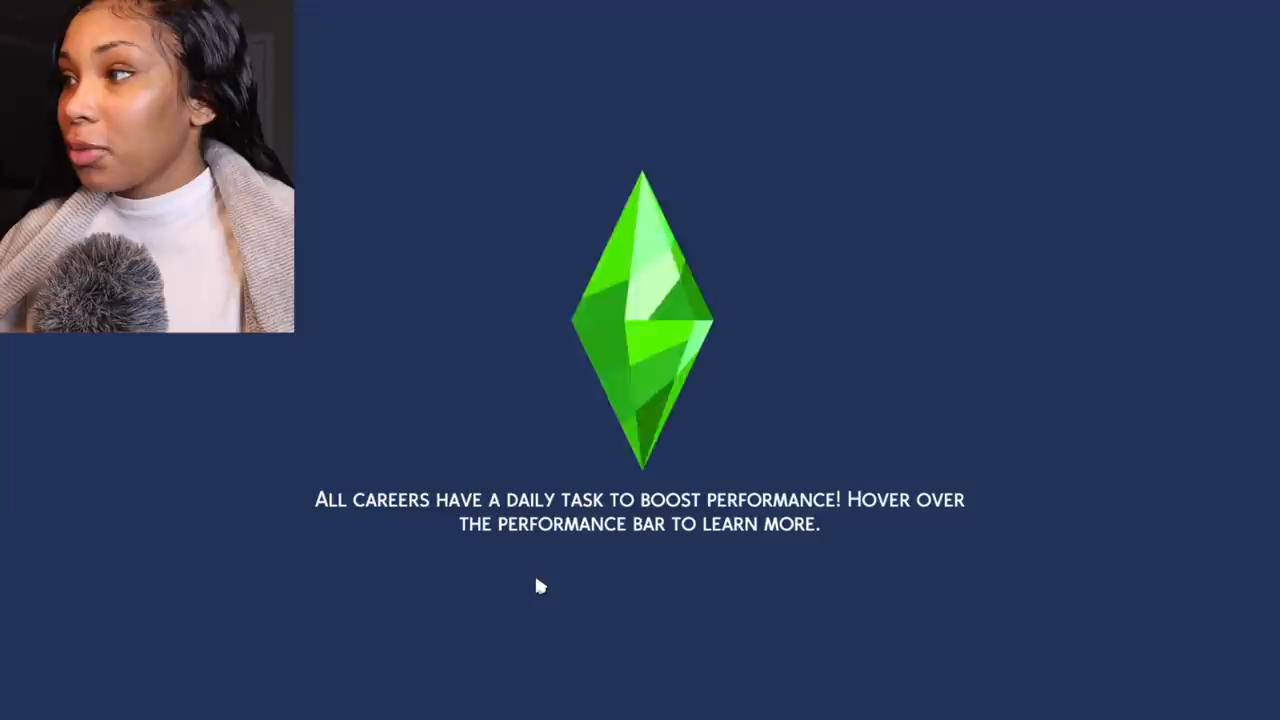 All careers have a daily task to boost performance! Hover over
the performance bar to learn more.